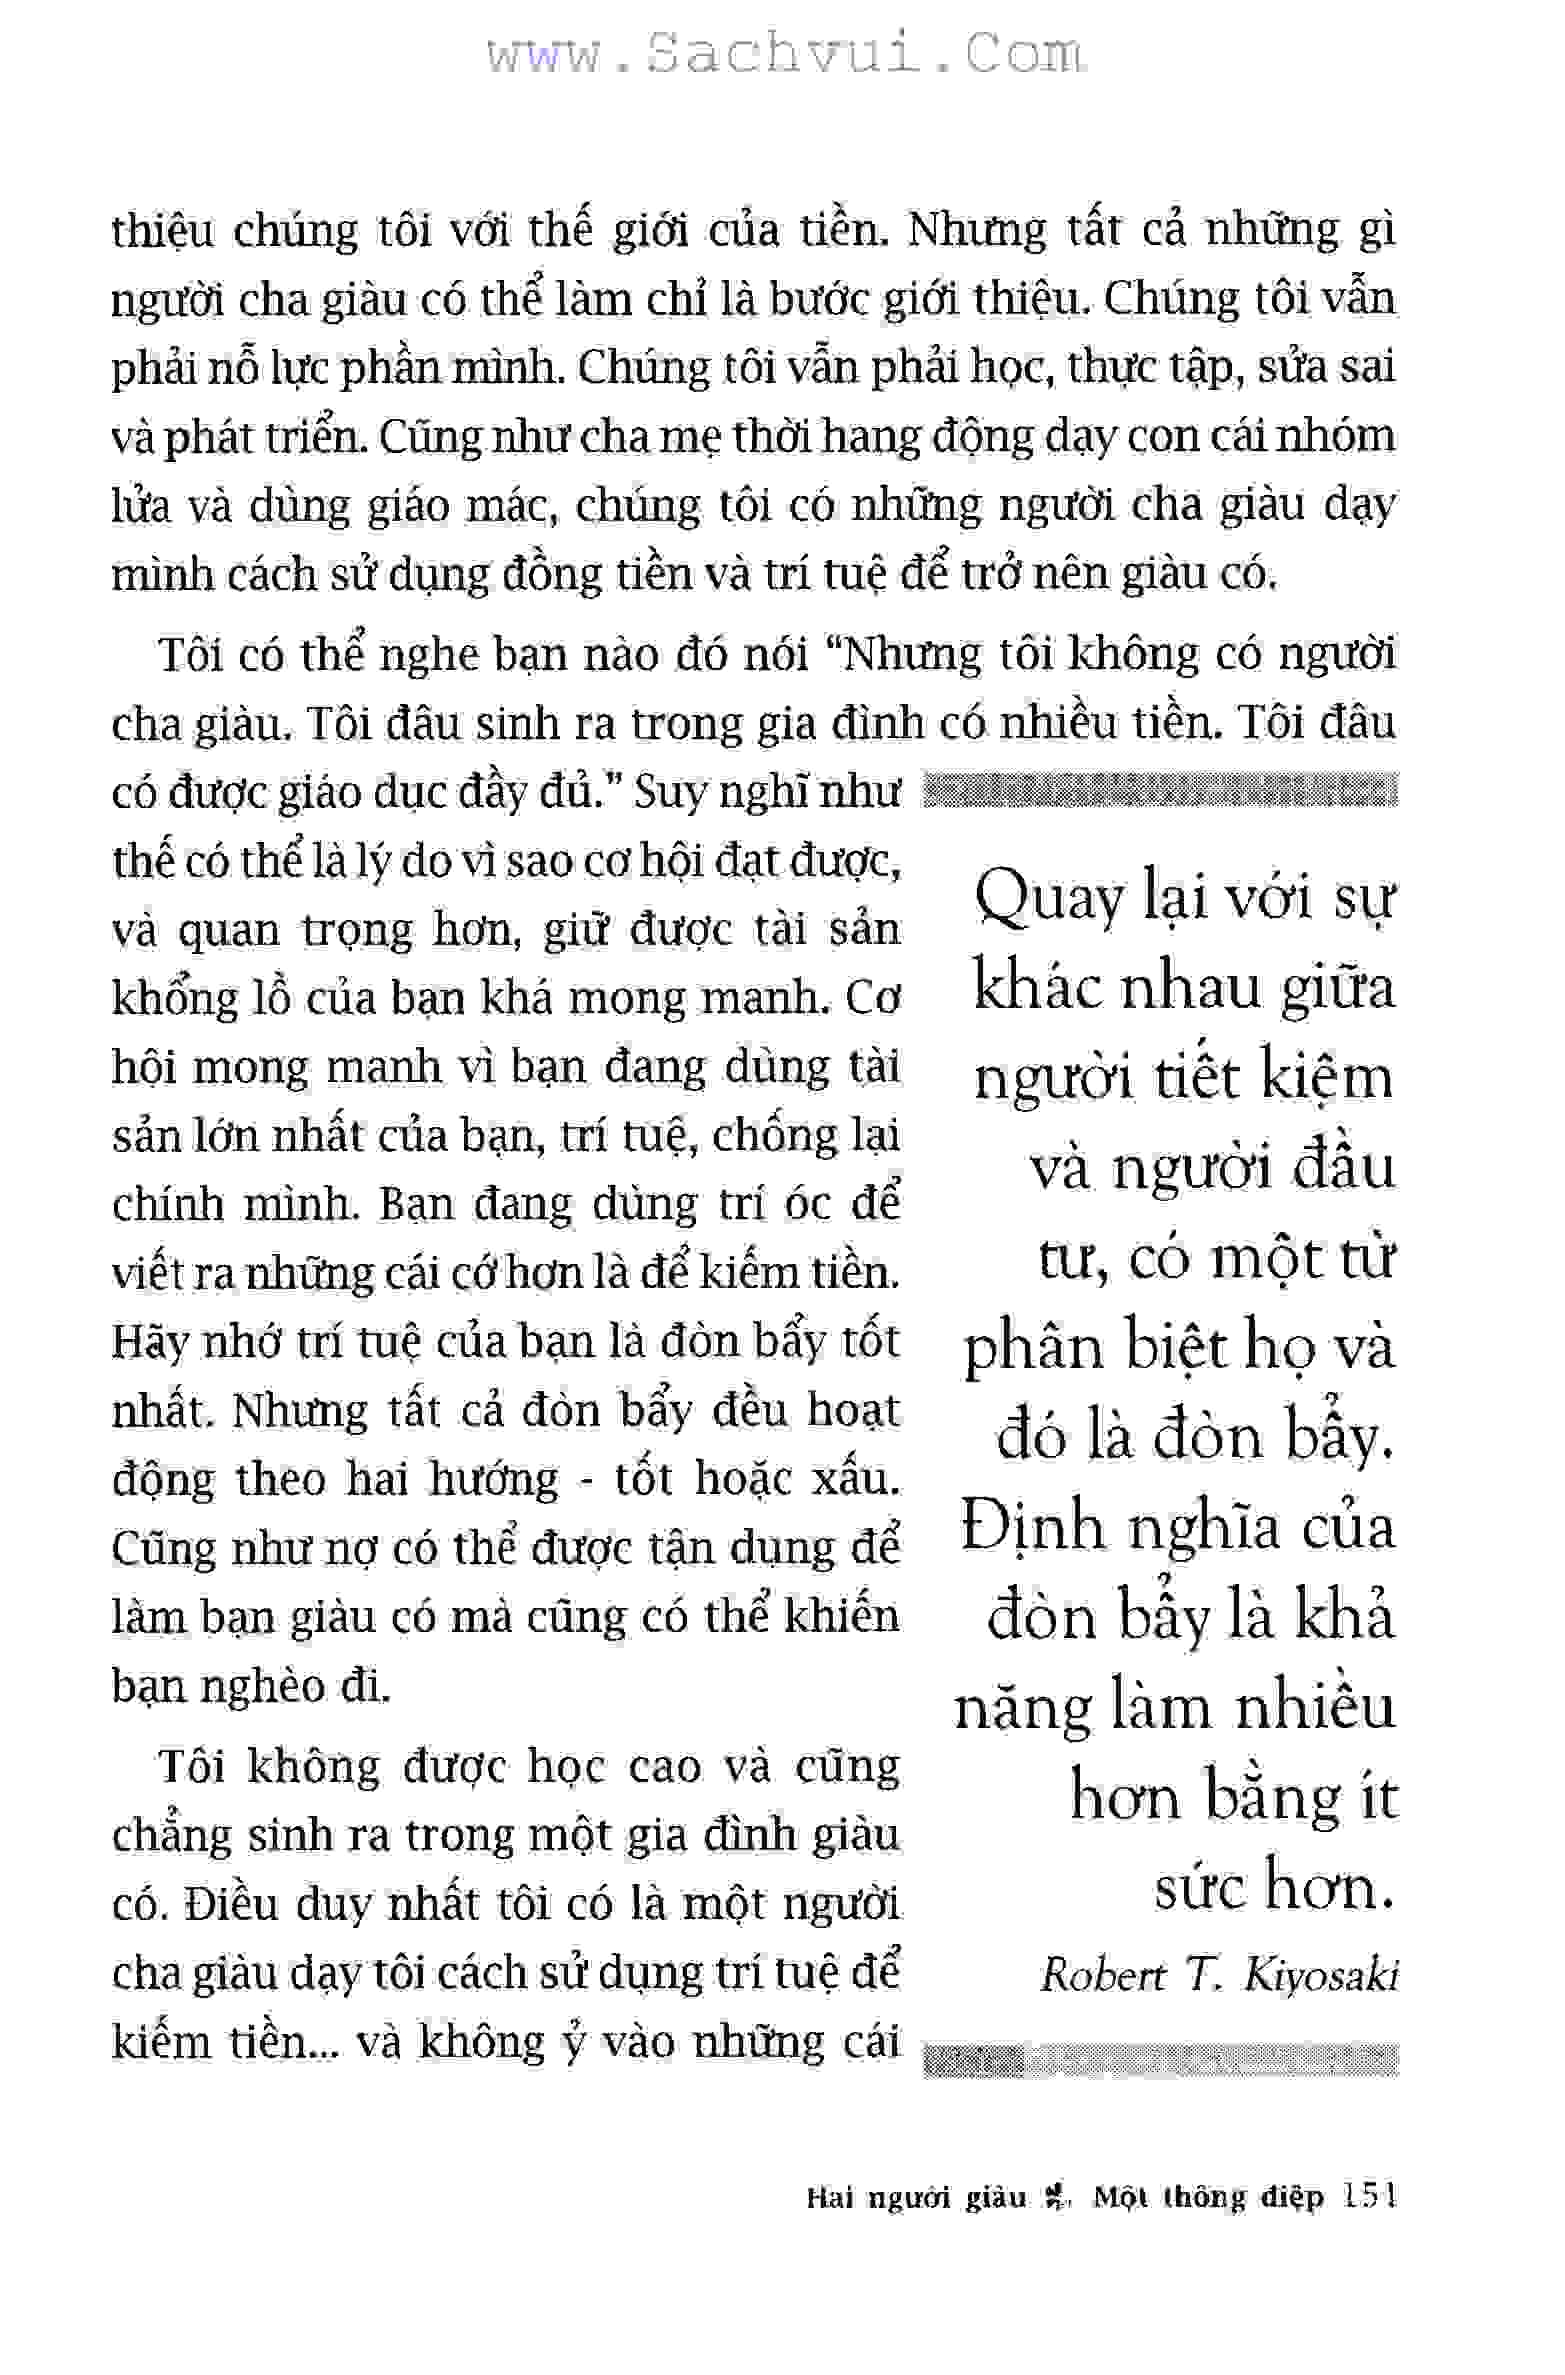 www.Sachvui.Com
thiệu chúng tôi với thế giới của tiền. Nhưng tất cả những gì
người cha giàu có thể làm chỉ là bước giới thiệu. Chúng tôi vẫn
phải nỗ lực phần mình. Chúng tôi vẫn phải học, thực tập, sửa sai
và phát triển. Cũng như cha mẹ thời hang động dạy con cái nhóm
lửa và dùng giáo mác, chúng tôi có những người cha giàu dạy
mình cách sử dụng đồng tiền và trí tuệ để trở nên giàu có.
Tôi có thể nghe bạn nào đó nói “Nhưng tôi không có người
cha giàu. Tôi đâu sinh ra trong gia đình có nhiều tiền. Tôi đâu
có được giáo dục đầy đủ.” Suy nghĩ như
thế có thể là lý do vì sao cơ hội đạt được,
và quan trọng hơn, giữ được tài sản
khổng lồ của bạn khá mong manh. Cơ
hội mong manh vì bạn đang dùng tài
sản lớn nhất của bạn, trí tuệ, chống lại
chính mình. Bạn đang dùng trí óc để
viết ra những cái cớ hơn là để kiếm tiền.
Hãy nhớ trí tuệ của bạn là đòn bẩy tốt
nhất. Nhưng tất cả đòn bẩy đều hoạt
động theo hai hướng - tốt hoặc xấu.
Cũng như nợ có thể được tận dụng để
làm bạn giàu có mà cũng có thể khiến
bạn nghèo đi.
Tôi không được học cao và cũng
chẳng sinh ra trong một gia đình giàu
có. Điều duy nhất tôi có là một người
cha giàu dạy tôi cách sử dụng trí tuệ để
kiếm tiền... và không ỷ vào những cái
Quay lại với sự
khác nhau giữa
người tiết kiệm
và người đầu
tư, có một từ
phân biệt họ và
đó là đòn bẩy.
Định nghĩa của
đòn bẩy là khả
năng làm nhiều
hơn bằng ít
sức hơn.
Robert T. Kiyosaki
Hai người giàu Một thông điệp 151